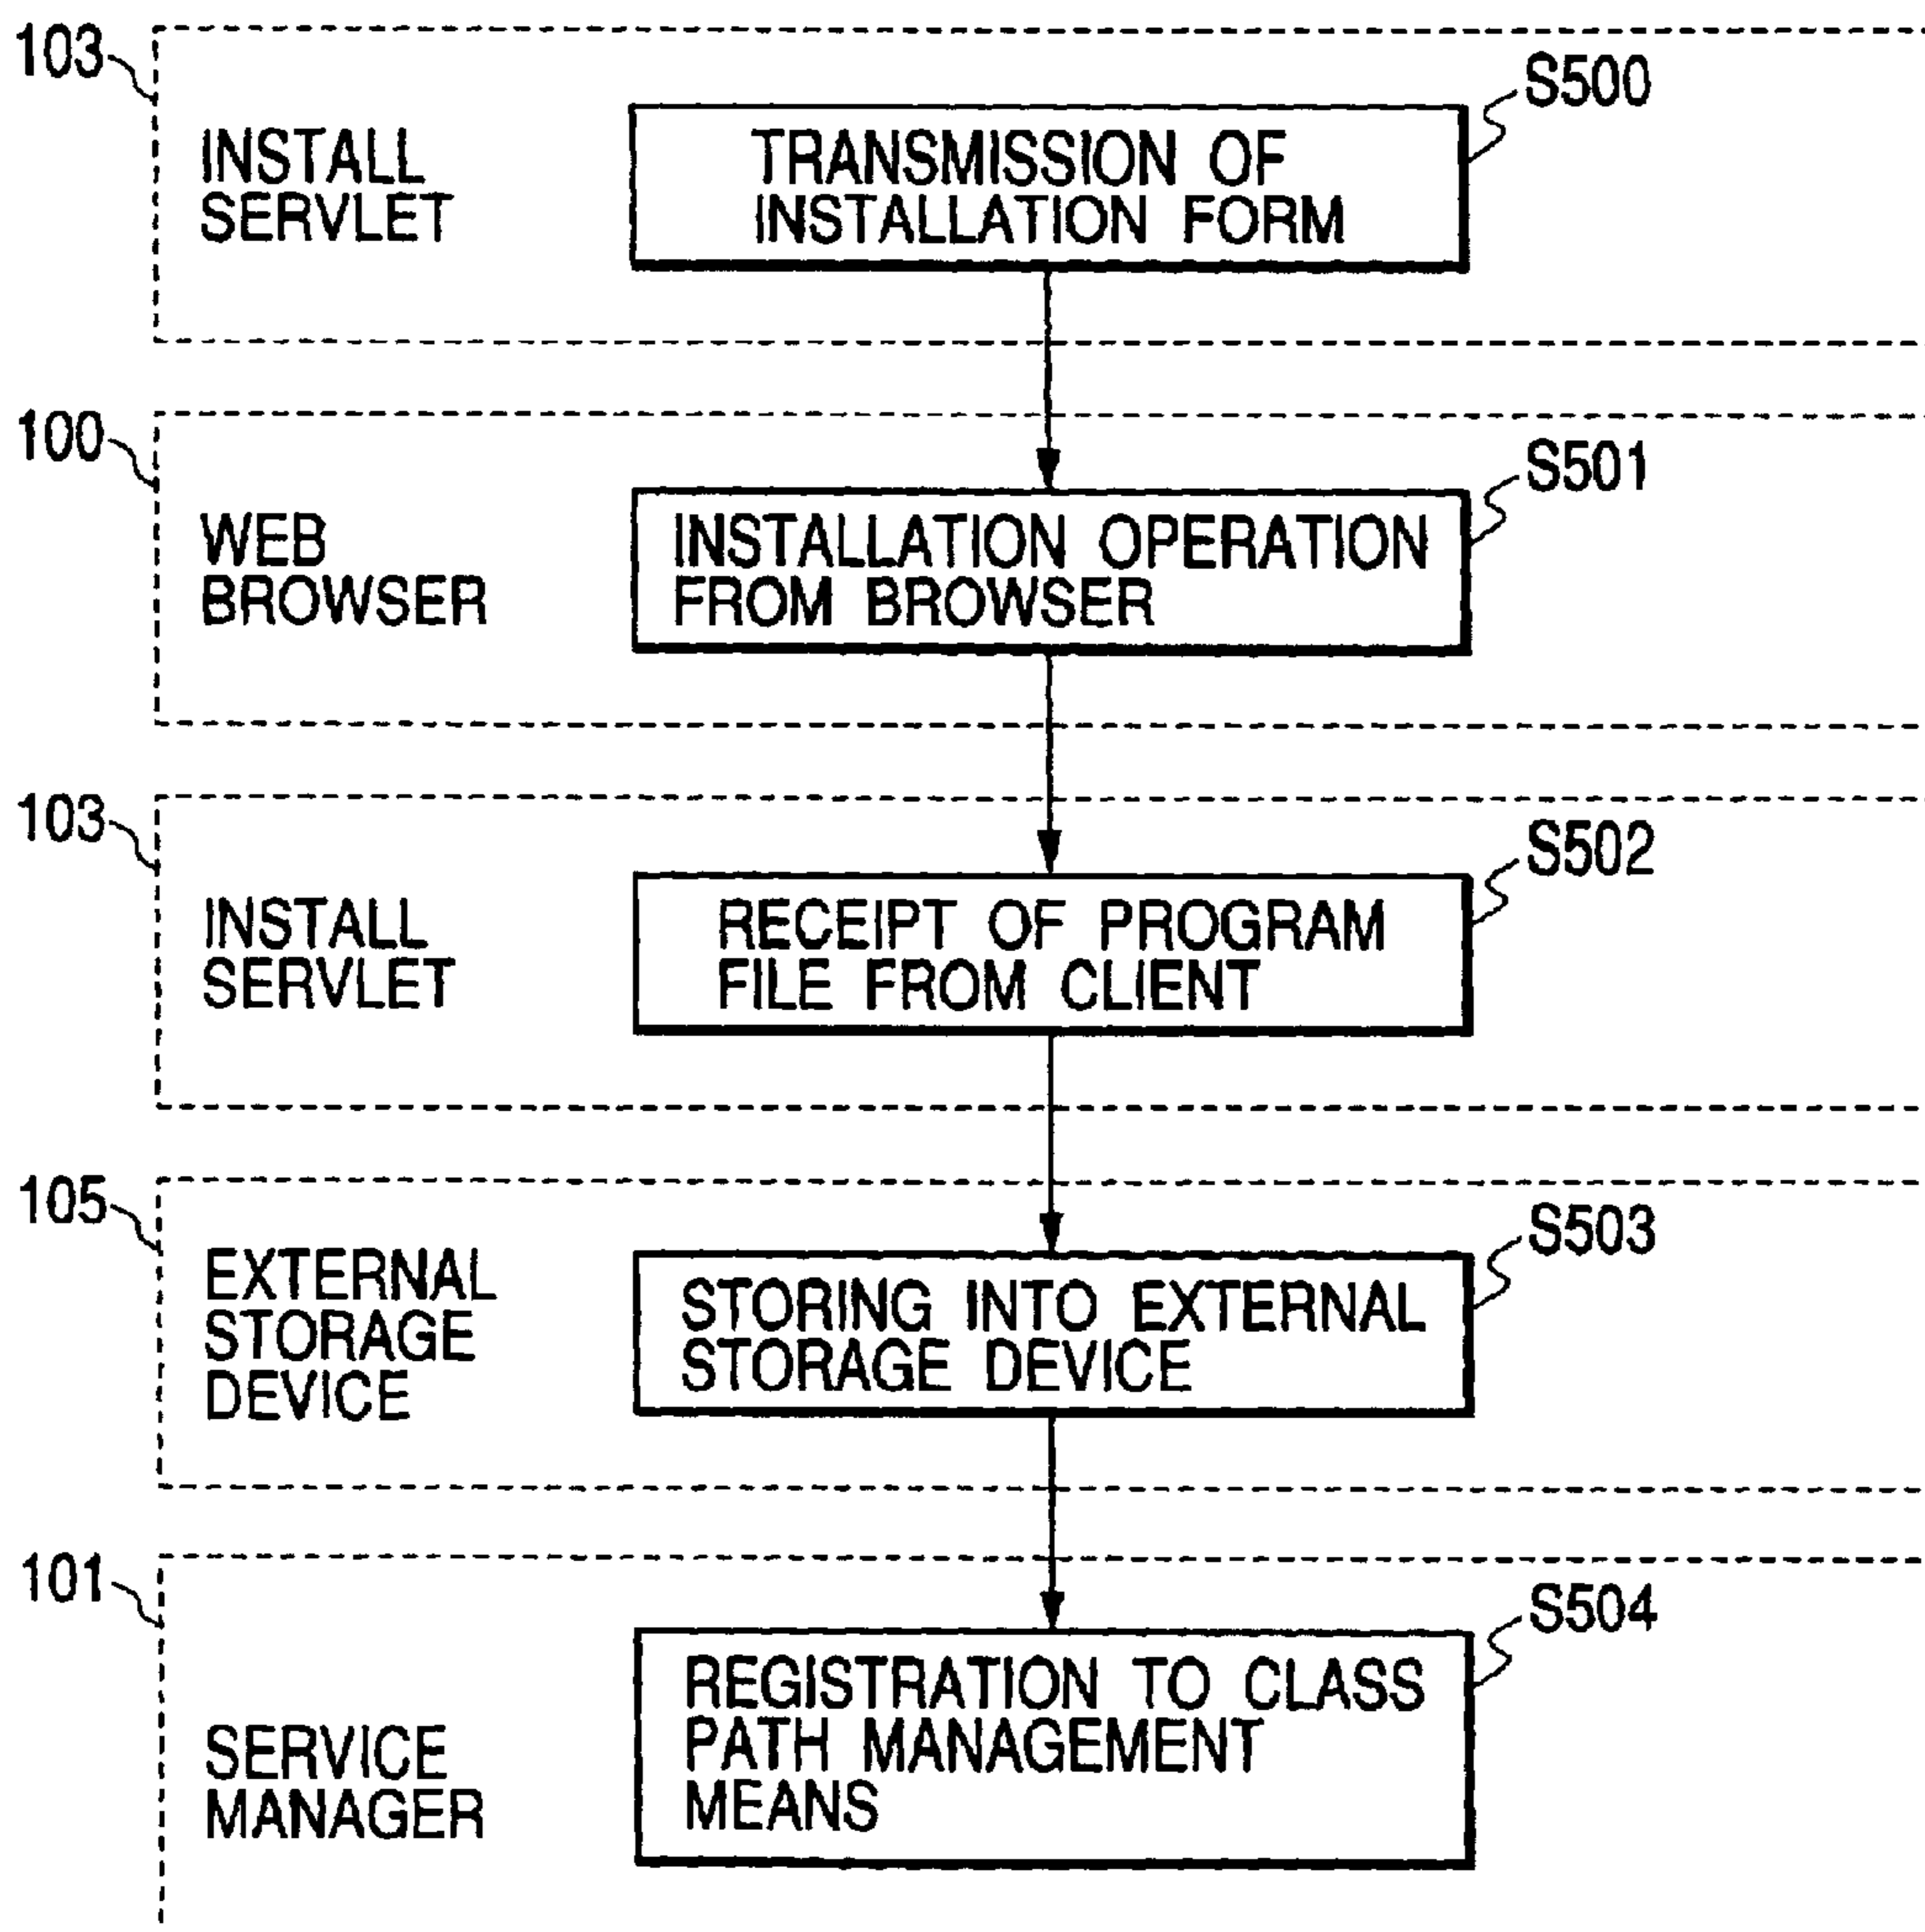 103
S500
INSTALL
SERVLET
TRANSMISSION OF
INSTALLATION FORM
100
S501
WEB
BROWSER
INSTALLATION OPERATION
FROM BROWSER
103
S502
INSTALL
SERVLET
RECEIPT OF PROGRAM
FILE FROM CLIENT
105
S503
EXTERNAL
STORAGE
DEVICE
STORING INTO EXTERNAL
STORAGE DEVICE
101
S504
SERVICE
MANAGER
REGISTRATION TO CLASS
PATH MANAGEMENT
MEANS